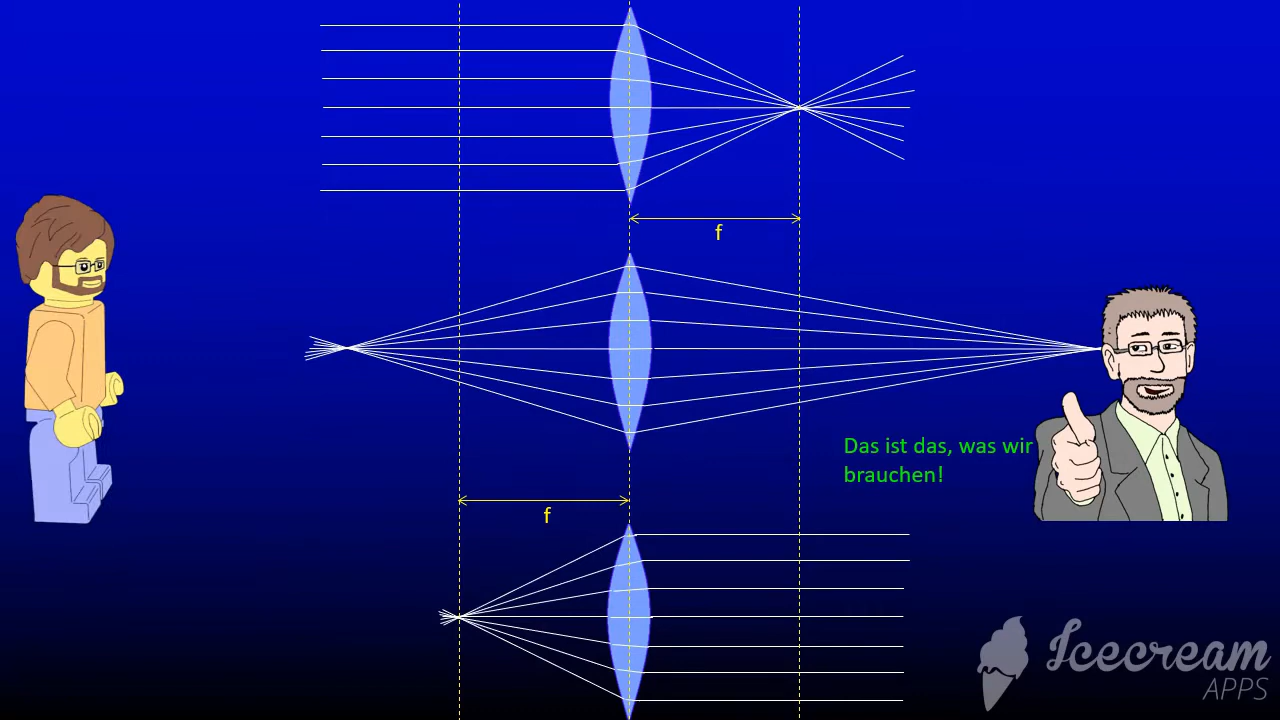 f
Das ist das, was wir
brauchen!
f
Icecream
APPS